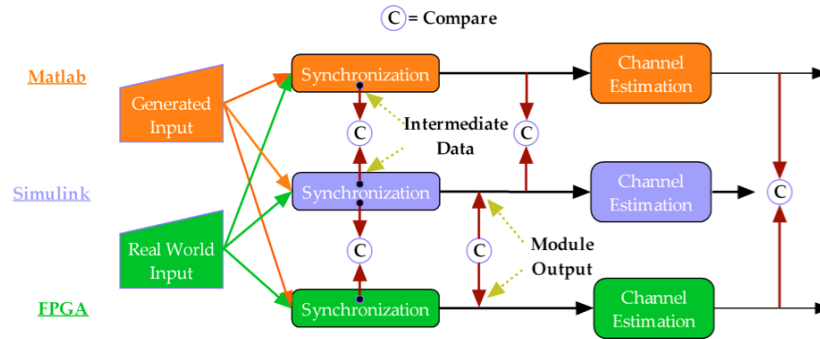 C = Compare
Matlab
Generated
Input
Synchronization
Channel
Estimation
C
Intermediate
Data
C
Simulink
Synchronization
Channel
Estimation
C
Real World
Input
C
C
Module
Output
FPGA
Synchronization
Channel
Estimation